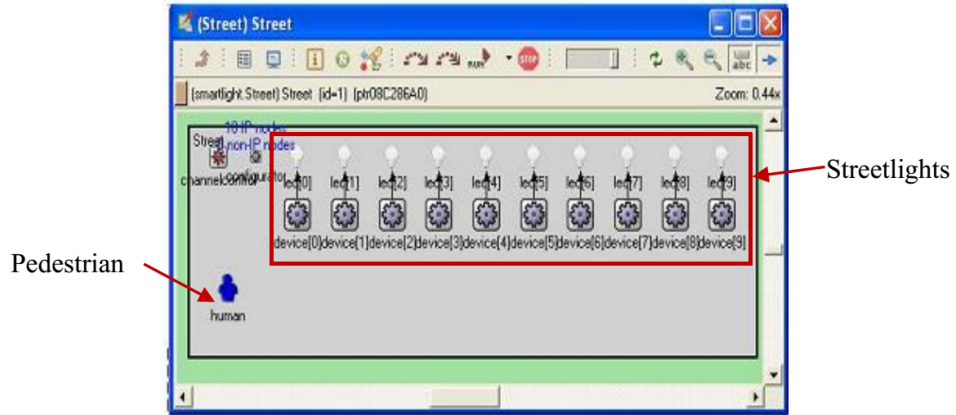 (Street) Street
RUN
STOP
abc
(smartlight.Street) Street (id=1) (ptr08C286A0)
Zoom: 0.44x
10 IP nodes
Street
non-IP nodes
channelcontrol
configurator
led[0] led[1] led[2] led[3] led[4] led[5] led[6] led[7] led[8] led[9]
device[0] device[1] device[2] device[3] device[4] device[5] device[6] device[7] device[8] device[9]
Streetlights
Pedestrian
human